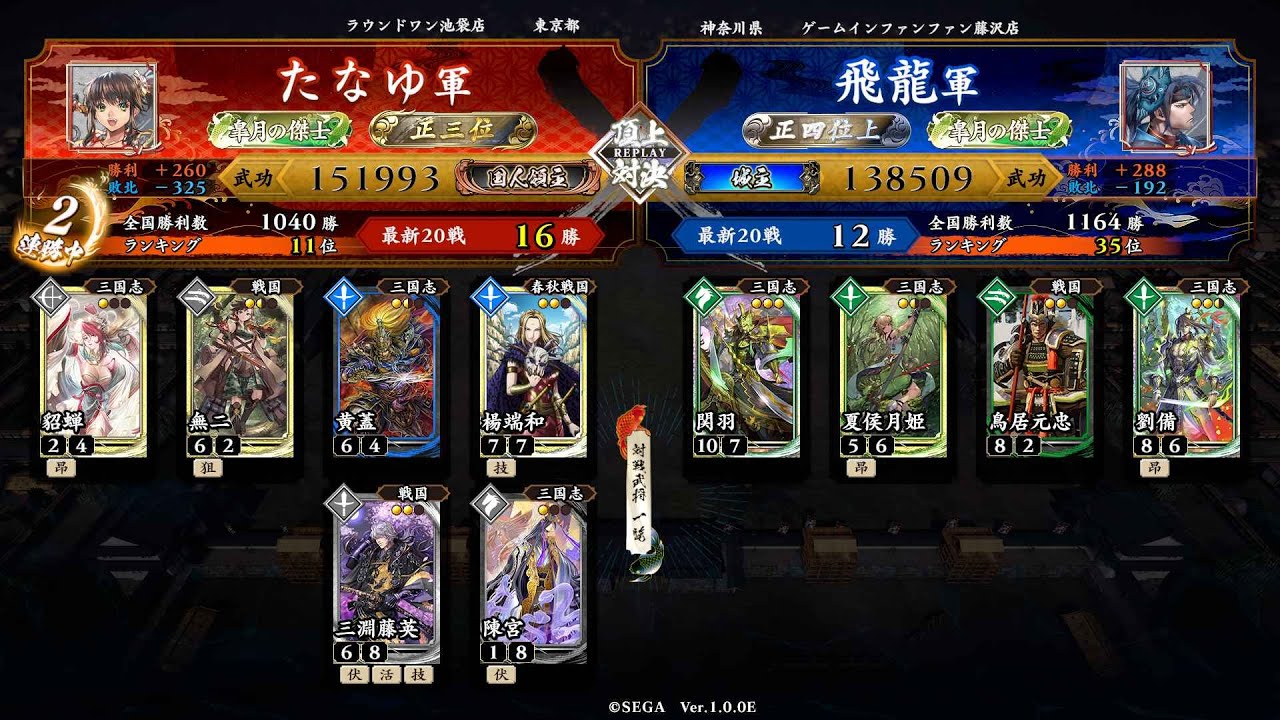 ラウンドワン池袋店 東京都
神奈川県 ゲームインファンファン藤沢店
たなゆ軍
皐月の傑士 正三位
勝利 +260
敗北 -325
武功 151993 国人領主
2連勝中
全国勝利数 1040勝
ランキング 11位
最新20戦 16勝
頂上
REPLAY
対決
飛龍軍
正四位上 皐月の傑士
城主 138509 武功
勝利 +288
敗北 -192
最新20戦 12勝
全国勝利数 1164勝
ランキング 35位
三国志
貂蝉
2 4
昴
戦国
無二
6 2
狙
三国志
黄蓋
6 4
春秋戦国
楊端和
7 7
技
戦国
三淵藤英
6 8
伏 活 技
三国志
陳宮
1 8
伏
対戦武将一覧
三国志
関羽
10 7
三国志
夏侯月姫
5 6
昴
戦国
鳥居元忠
8 2
三国志
劉備
8 6
昴
©SEGA Ver.1.0.0E